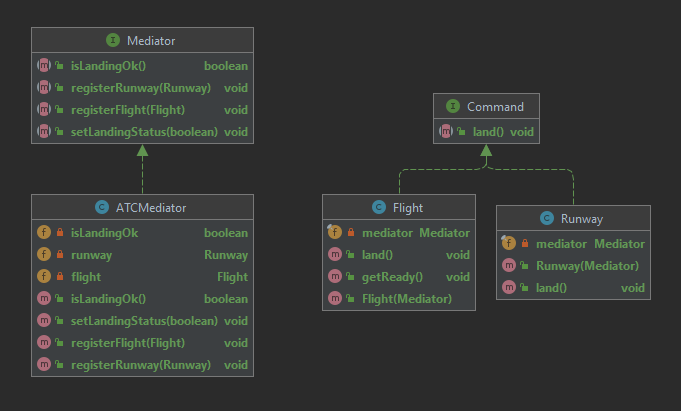 Mediator
isLandingOk() boolean
registerRunway(Runway) void
registerFlight(Flight) void
setLandingStatus(boolean) void
ATCMediator
isLandingOk boolean
runway Runway
flight Flight
isLandingOk() boolean
setLandingStatus(boolean) void
registerFlight(Flight) void
registerRunway(Runway) void
Command
land() void
Flight
mediator Mediator
land() void
getReady() void
Flight(Mediator)
Runway
mediator Mediator
Runway(Mediator)
land() void